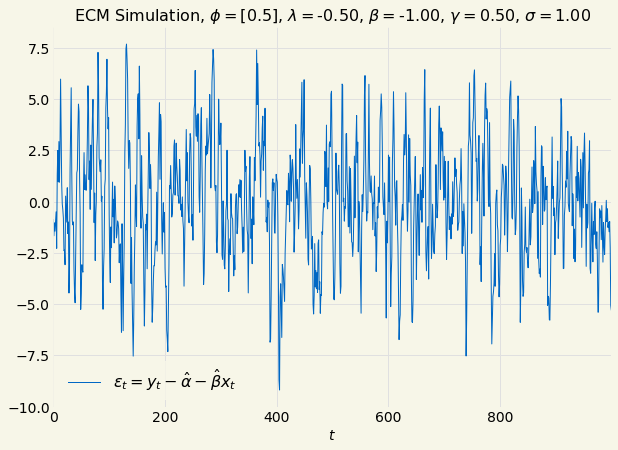 ECM Simulation, ϕ = [0.5], λ = -0.50, β = -1.00, γ = 0.50, σ = 1.00
7.5
5.0
2.5
0.0
−2.5
−5.0
−7.5
−10.0
εₜ = yₜ − α̂ − β̂xₜ
0 200 400 600 800
t